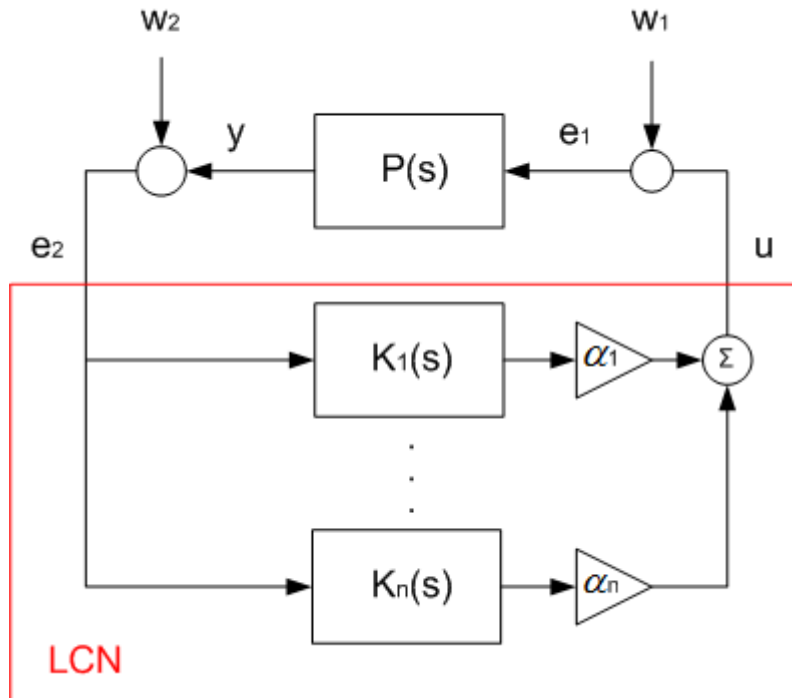 w₂ w₁
y P(s) e₁
e₂ u
K₁(s) α₁ Σ
.
.
.
Kₙ(s) αₙ
LCN